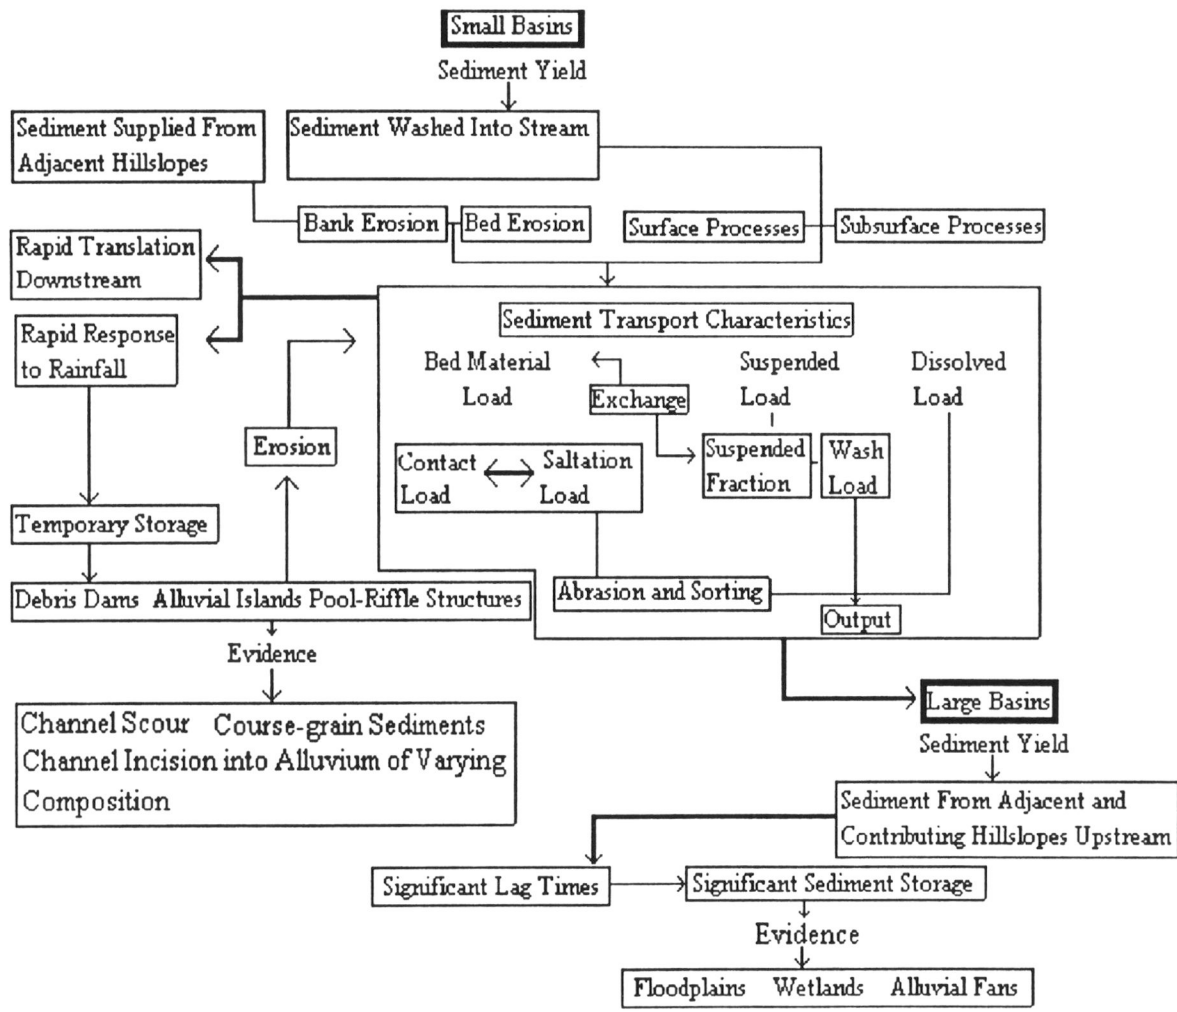 Small Basins
Sediment Yield
Sediment Supplied From
Adjacent Hillslopes
Sediment Washed Into Stream
Bank Erosion
Bed Erosion
Surface Processes
Subsurface Processes
Rapid Translation
Downstream
Rapid Response
to Rainfall
Sediment Transport Characteristics
Bed Material
Load
Exchange
Suspended
Load
Dissolved
Load
Erosion
Contact
Load
Saltation
Load
Suspended
Fraction
Wash
Load
Temporary Storage
Debris Dams Alluvial Islands Pool-Riffle Structures
Abrasion and Sorting
Output
Evidence
Channel Scour Course-grain Sediments
Channel Incision into Alluvium of Varying
Composition
Large Basins
Sediment Yield
Sediment From Adjacent and
Contributing Hillslopes Upstream
Significant Lag Times
Significant Sediment Storage
Evidence
Floodplains Wetlands Alluvial Fans